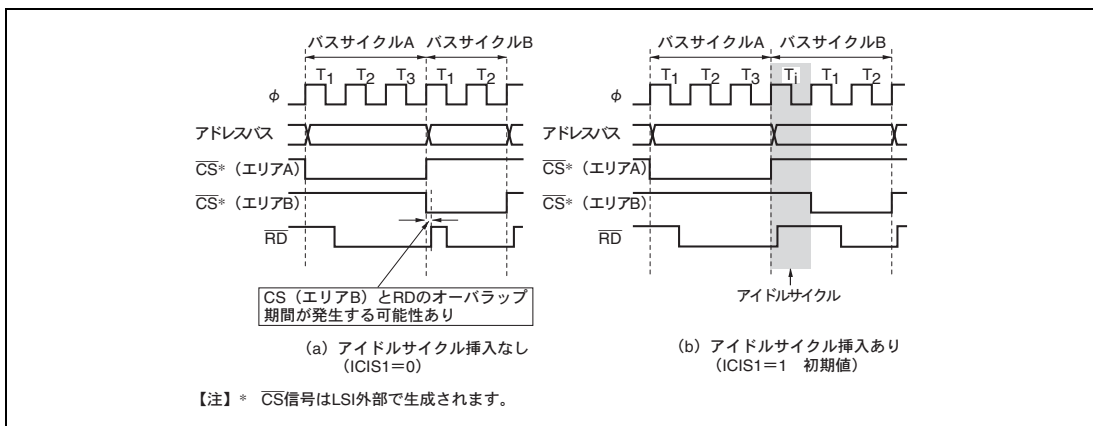 バスサイクルA バスサイクルB
T1 T2 T3 T1 T2
φ
アドレスバス
CS* (エリアA)
CS* (エリアB)
RD
CS(エリアB)とRDのオーバラップ
期間が発生する可能性あり
(a) アイドルサイクル挿入なし
(ICIS1=0)
バスサイクルA バスサイクルB
T1 T2 T3 Ti T1 T2
φ
アドレスバス
CS* (エリアA)
CS* (エリアB)
RD
アイドルサイクル
(b) アイドルサイクル挿入あり
(ICIS1=1 初期値)
【注】* CS信号はLSI外部で生成されます。